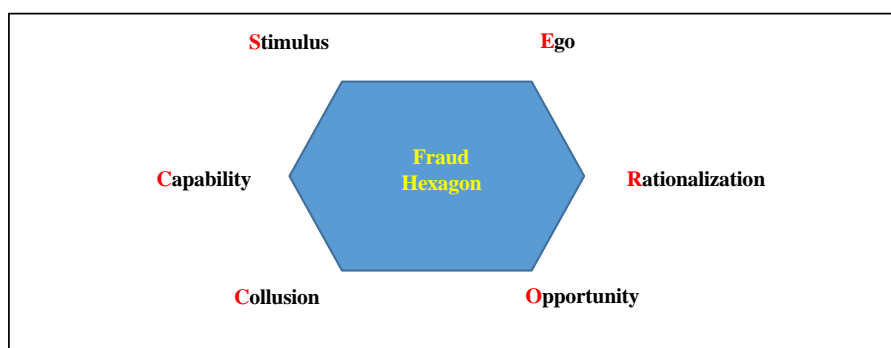 Stimulus
Ego
Fraud
Hexagon
Capability
Rationalization
Collusion
Opportunity